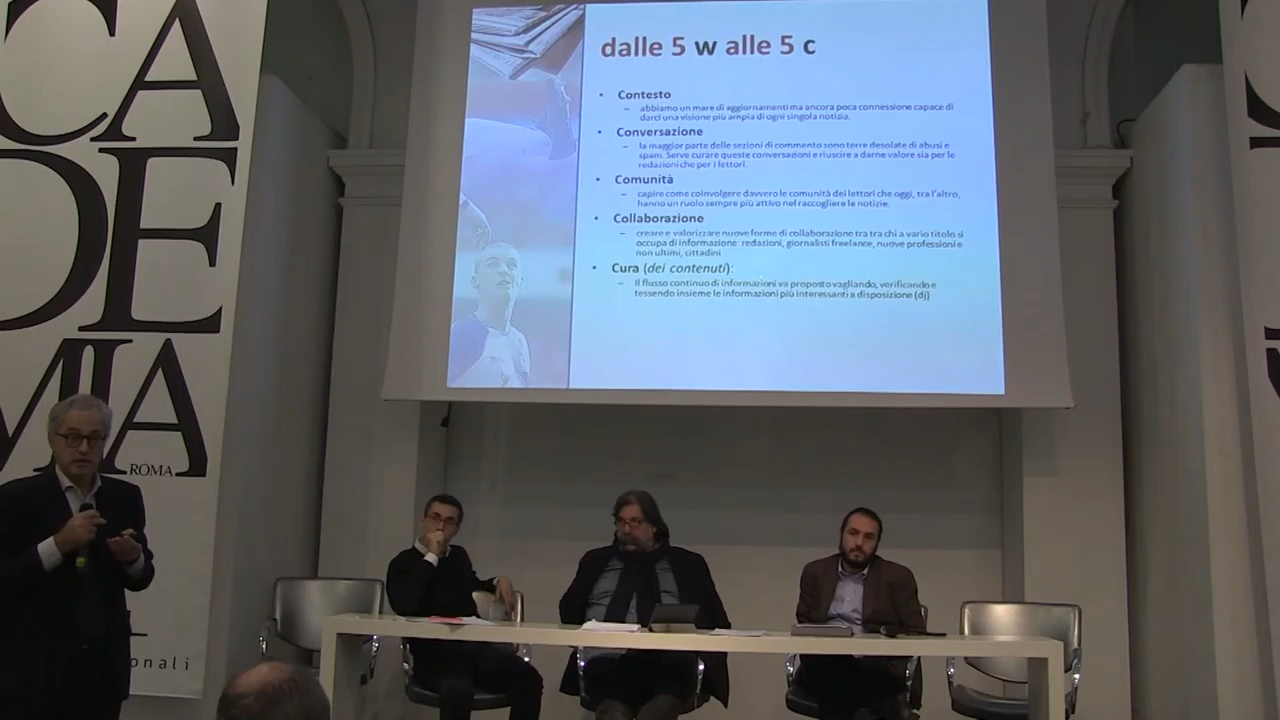 CA
DE
MIA
ROMA
onali
dalle 5 w alle 5 c
• Contesto
– abbiamo un mare di aggiornamenti ma ancora poca connessione capace di
darci una visione più ampia di ogni singola notizia.
• Conversazione
– la maggior parte delle sezioni di commento sono terre desolate di abusi e
spam. Serve curare queste conversazioni e riuscire a darne valore sia per le
redazioni che per i lettori.
• Comunità
– capire come coinvolgere davvero le comunità dei lettori che oggi, tra l'altro,
hanno un ruolo sempre più attivo nel raccogliere le notizie.
• Collaborazione
– creare e valorizzare nuove forme di collaborazione tra tra chi a vario titolo si
occupa di informazione: redazioni, giornalisti freelance, nuove professioni e
non ultimi, cittadini
• Cura (dei contenuti):
– Il flusso continuo di informazioni va proposto vagliando, verificando e
tessendo insieme le informazioni più interessanti a disposizione (dj)